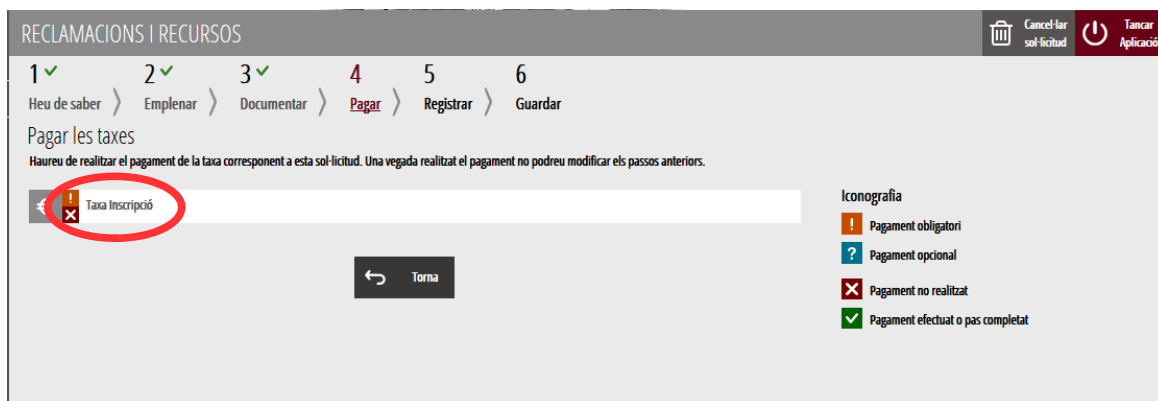 RECLAMACIONS I RECURSOS
Cancel·lar
sol·licitud
Tancar
Aplicació
1 2 3 4 5 6
Heu de saber Emplenar Documentar Pagar Registrar Guardar
Pagar les taxes
Haureu de realitzar el pagament de la taxa corresponent a esta sol·licitud. Una vegada realitzat el pagament no podreu modificar els passos anteriors.
€ ! Taxa Inscripció
Torna
Iconografia
! Pagament obligatori
? Pagament opcional
Pagament no realitzat
Pagament efectuat o pas completat